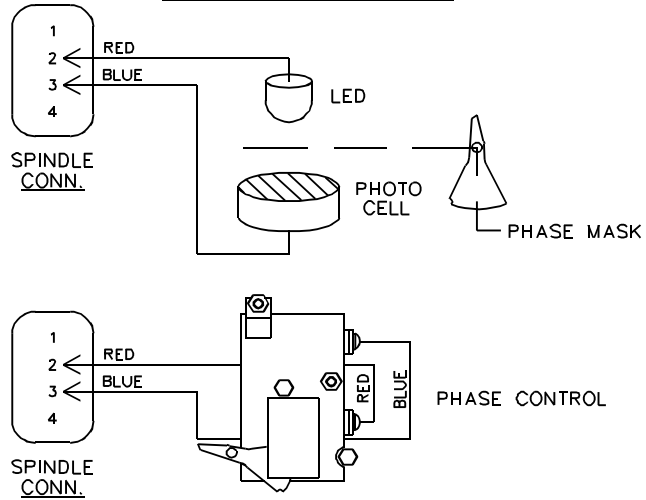 1
2 RED
3 BLUE
4
LED
SPINDLE
CONN.
PHOTO
CELL
PHASE MASK
1
2 RED
3 BLUE
4
RED
BLUE
PHASE CONTROL
SPINDLE
CONN.